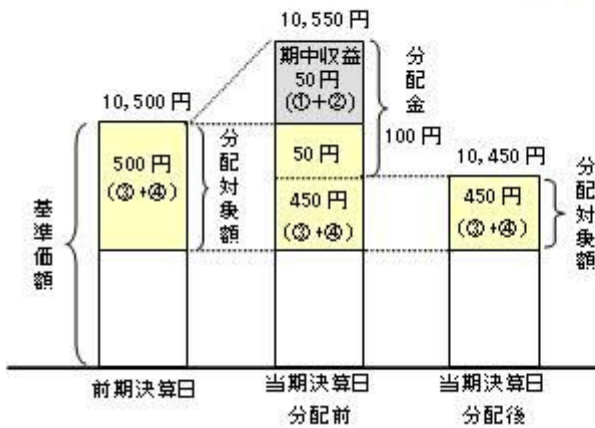 10,550円
期中収益
50円
(①+②)
分配金
10,500円
100円
500円
(③+④)
分配対象額
50円
10,450円
450円
(③+④)
450円
(③+④)
分配対象額
基準価額
前期決算日
当期決算日
分配前
当期決算日
分配後